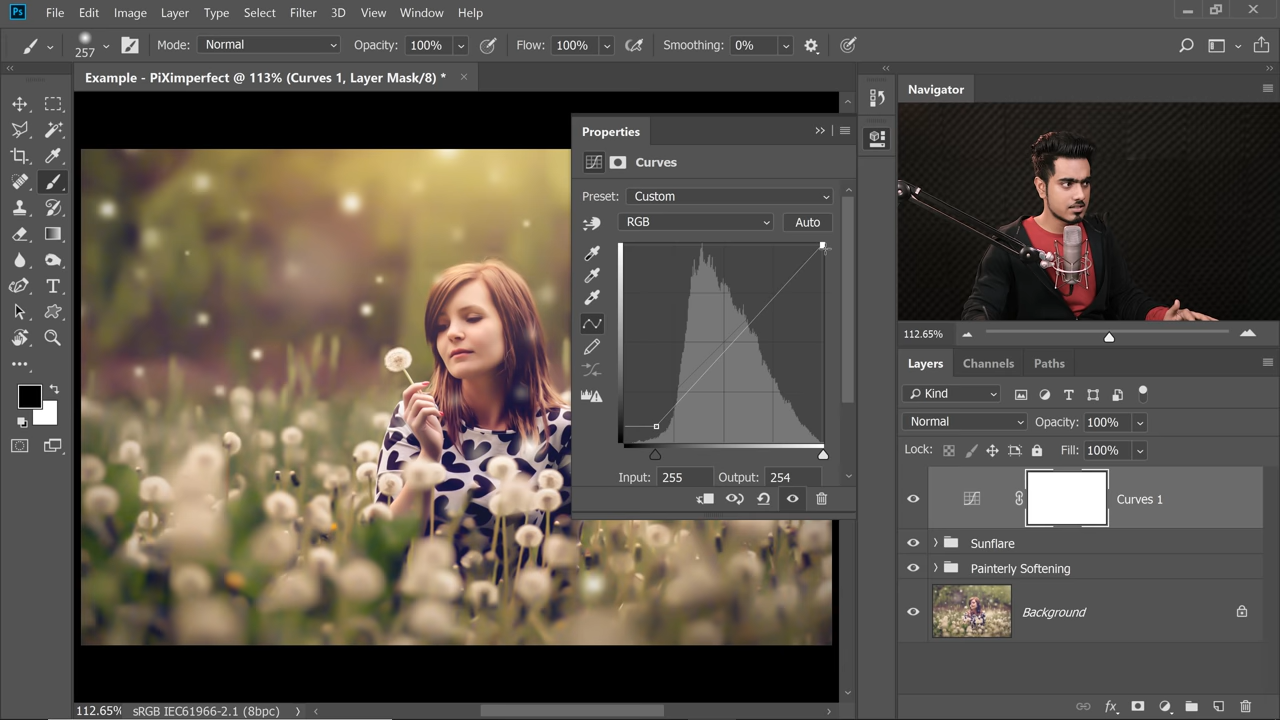 Ps File Edit Image Layer Type Select Filter 3D View Window Help
257 Mode: Normal Opacity: 100% Flow: 100% Smoothing: 0%
Example - PiXimperfect @ 113% (Curves 1, Layer Mask/8) * ×
Properties
Curves
Preset: Custom
RGB Auto
Input: 255 Output: 254
Navigator
112.65%
Layers Channels Paths
Kind
Normal Opacity: 100%
Lock: Fill: 100%
Curves 1
Sunflare
Painterly Softening
Background
112.65% sRGB IEC61966-2.1 (8bpc)
fx